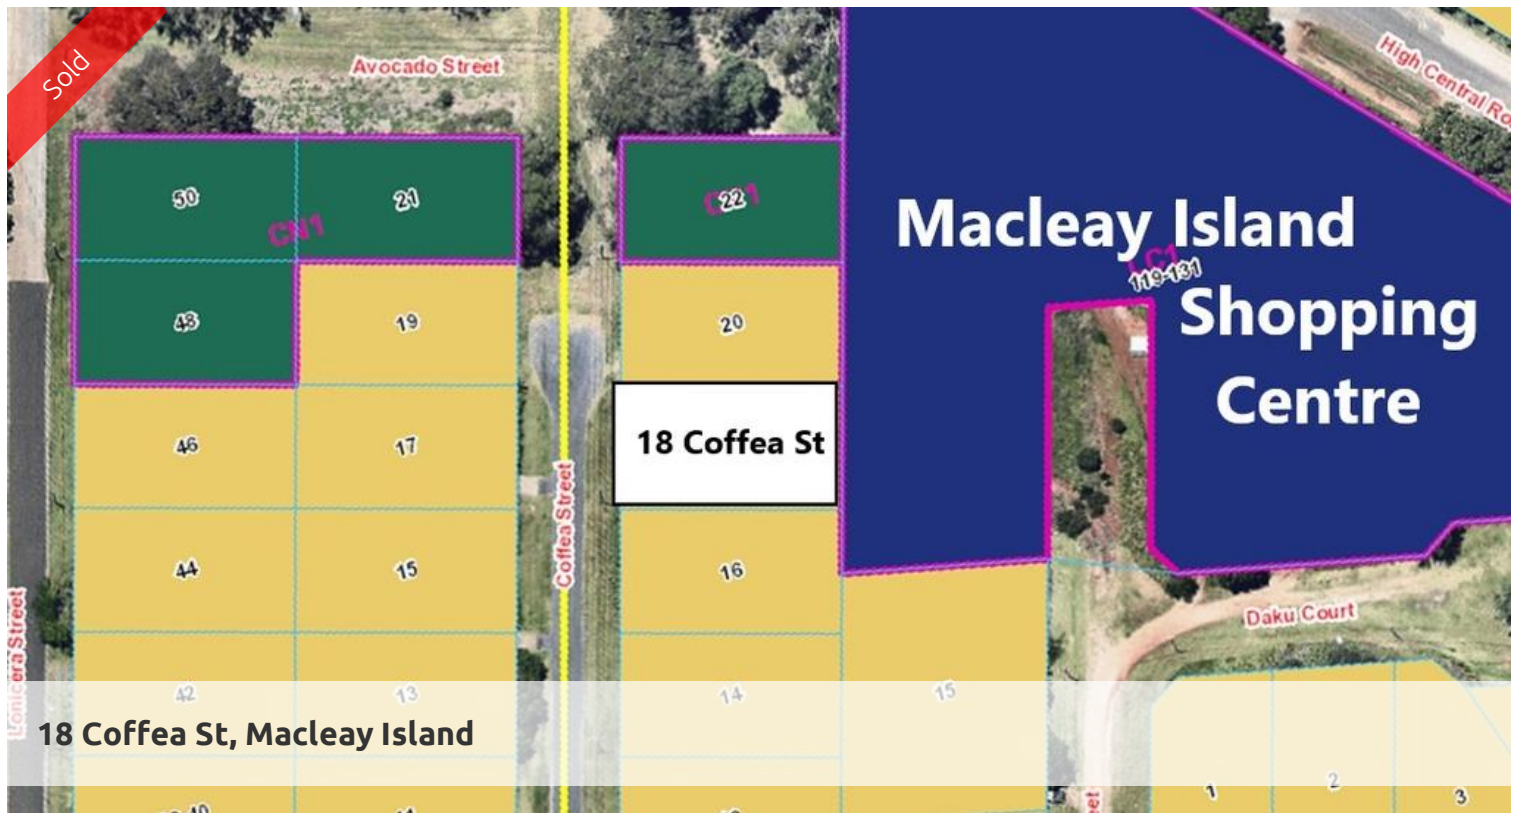 Sold
Avocado Street
High Central Ro
50
21
22
CN1
Macleay Island
LC1
119-131
Shopping
Centre
48
19
20
46
17
18 Coffea St
Coffea Street
44
15
16
Lonicera Street
Daku Court
42
13
14
15
18 Coffea St, Macleay Island
1
2
3